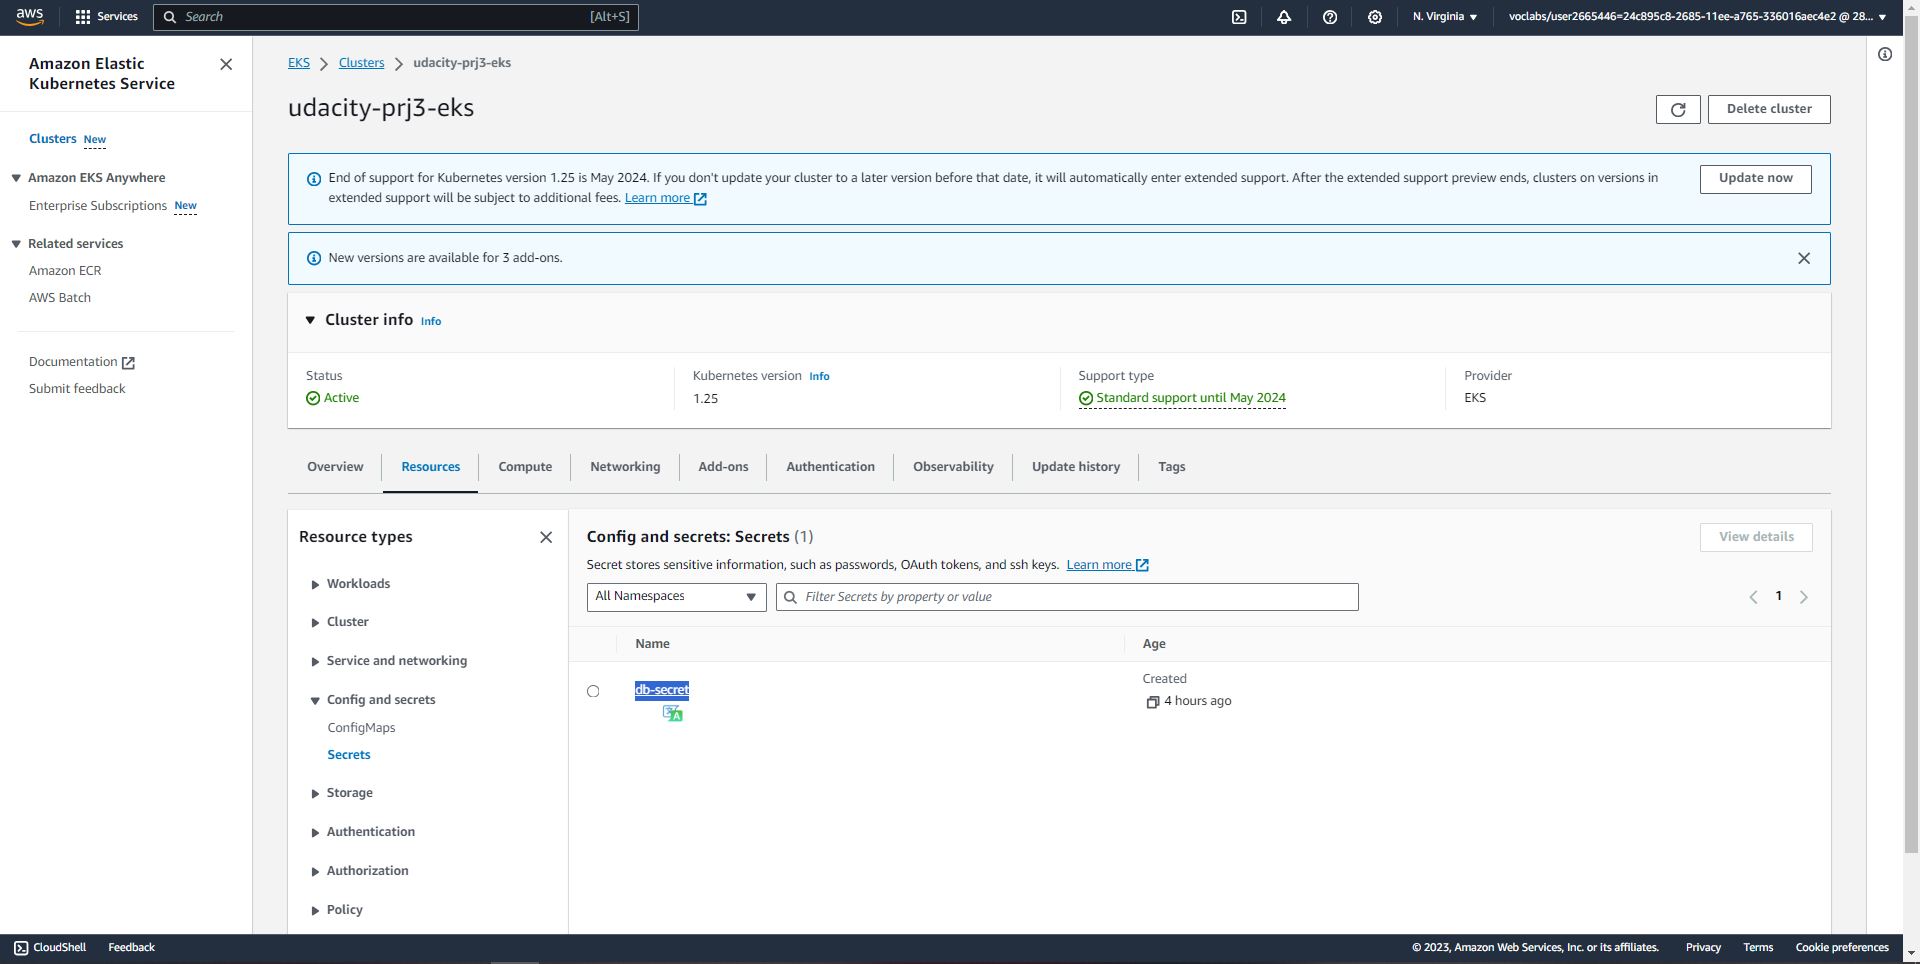 aws
Services
Search
[Alt+S]
N. Virginia
voclabs/user2665446=24c895c8-2685-11ee-a765-336016aec4e2 @ 28...
Amazon Elastic
Kubernetes Service
Clusters New
Amazon EKS Anywhere
Enterprise Subscriptions New
Related services
Amazon ECR
AWS Batch
Documentation
Submit feedback
EKS
Clusters
udacity-prj3-eks
udacity-prj3-eks
Delete cluster
End of support for Kubernetes version 1.25 is May 2024. If you don't update your cluster to a later version before that date, it will automatically enter extended support. After the extended support preview ends, clusters on versions in
extended support will be subject to additional fees. Learn more
Update now
New versions are available for 3 add-ons.
Cluster info Info
Status
Active
Kubernetes version Info
1.25
Support type
Standard support until May 2024
Provider
EKS
Overview
Resources
Compute
Networking
Add-ons
Authentication
Observability
Update history
Tags
Resource types
Workloads
Cluster
Service and networking
Config and secrets
ConfigMaps
Secrets
Storage
Authentication
Authorization
Policy
Config and secrets: Secrets (1)
View details
Secret stores sensitive information, such as passwords, OAuth tokens, and ssh keys. Learn more
All Namespaces
Filter Secrets by property or value
1
Name
Age
db-secret
A
Created
4 hours ago
CloudShell
Feedback
© 2023, Amazon Web Services, Inc. or its affiliates.
Privacy
Terms
Cookie preferences